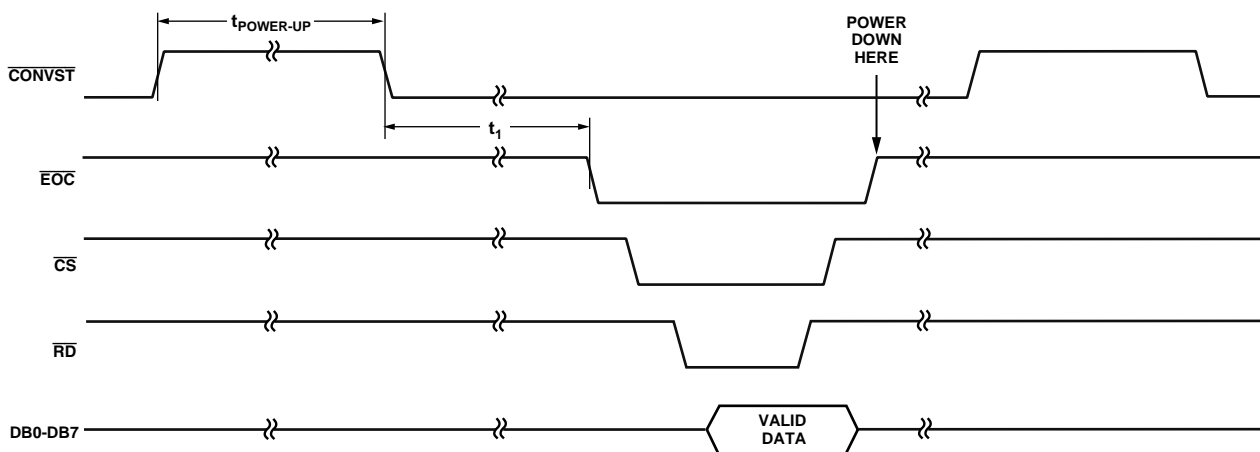 tPOWER-UP
POWER
DOWN
HERE
CONVST
t1
EOC
CS
RD
DB0-DB7
VALID
DATA